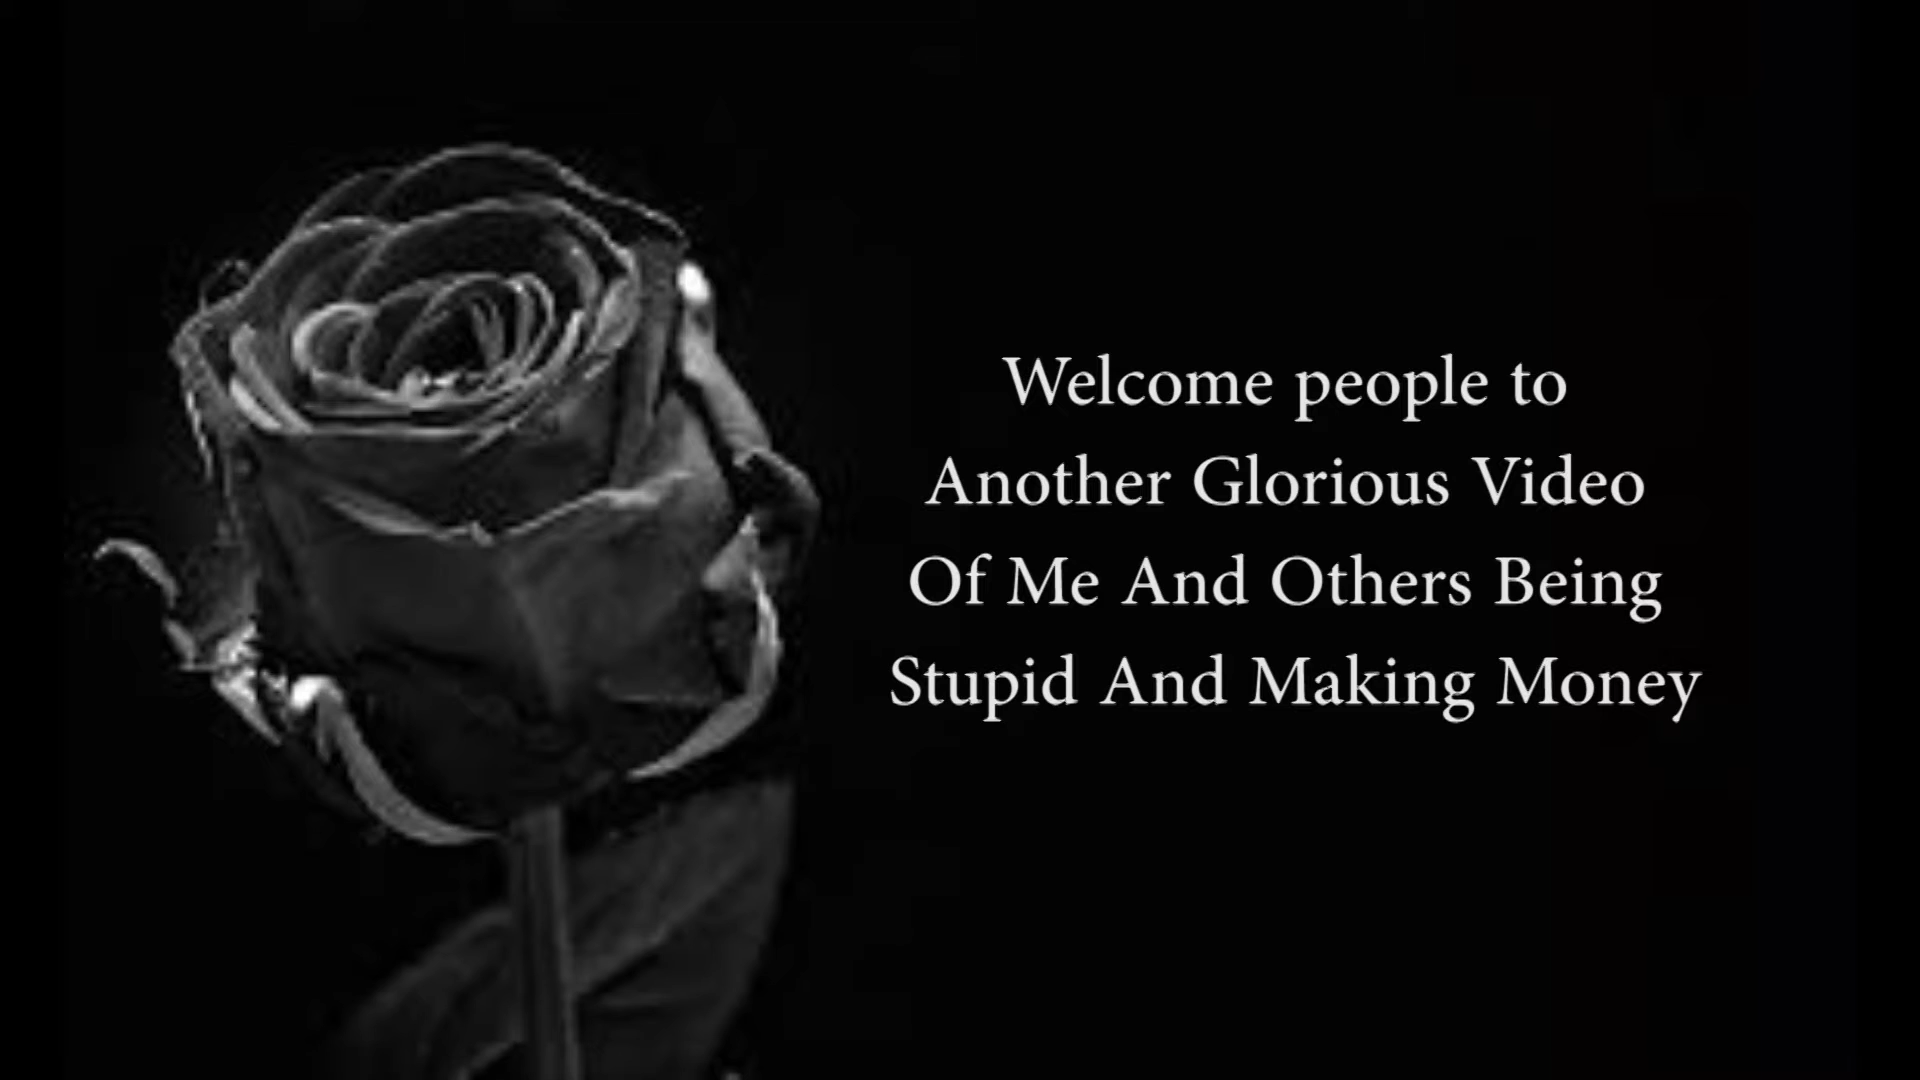 Welcome people to
Another Glorious Video
Of Me And Others Being
Stupid And Making Money